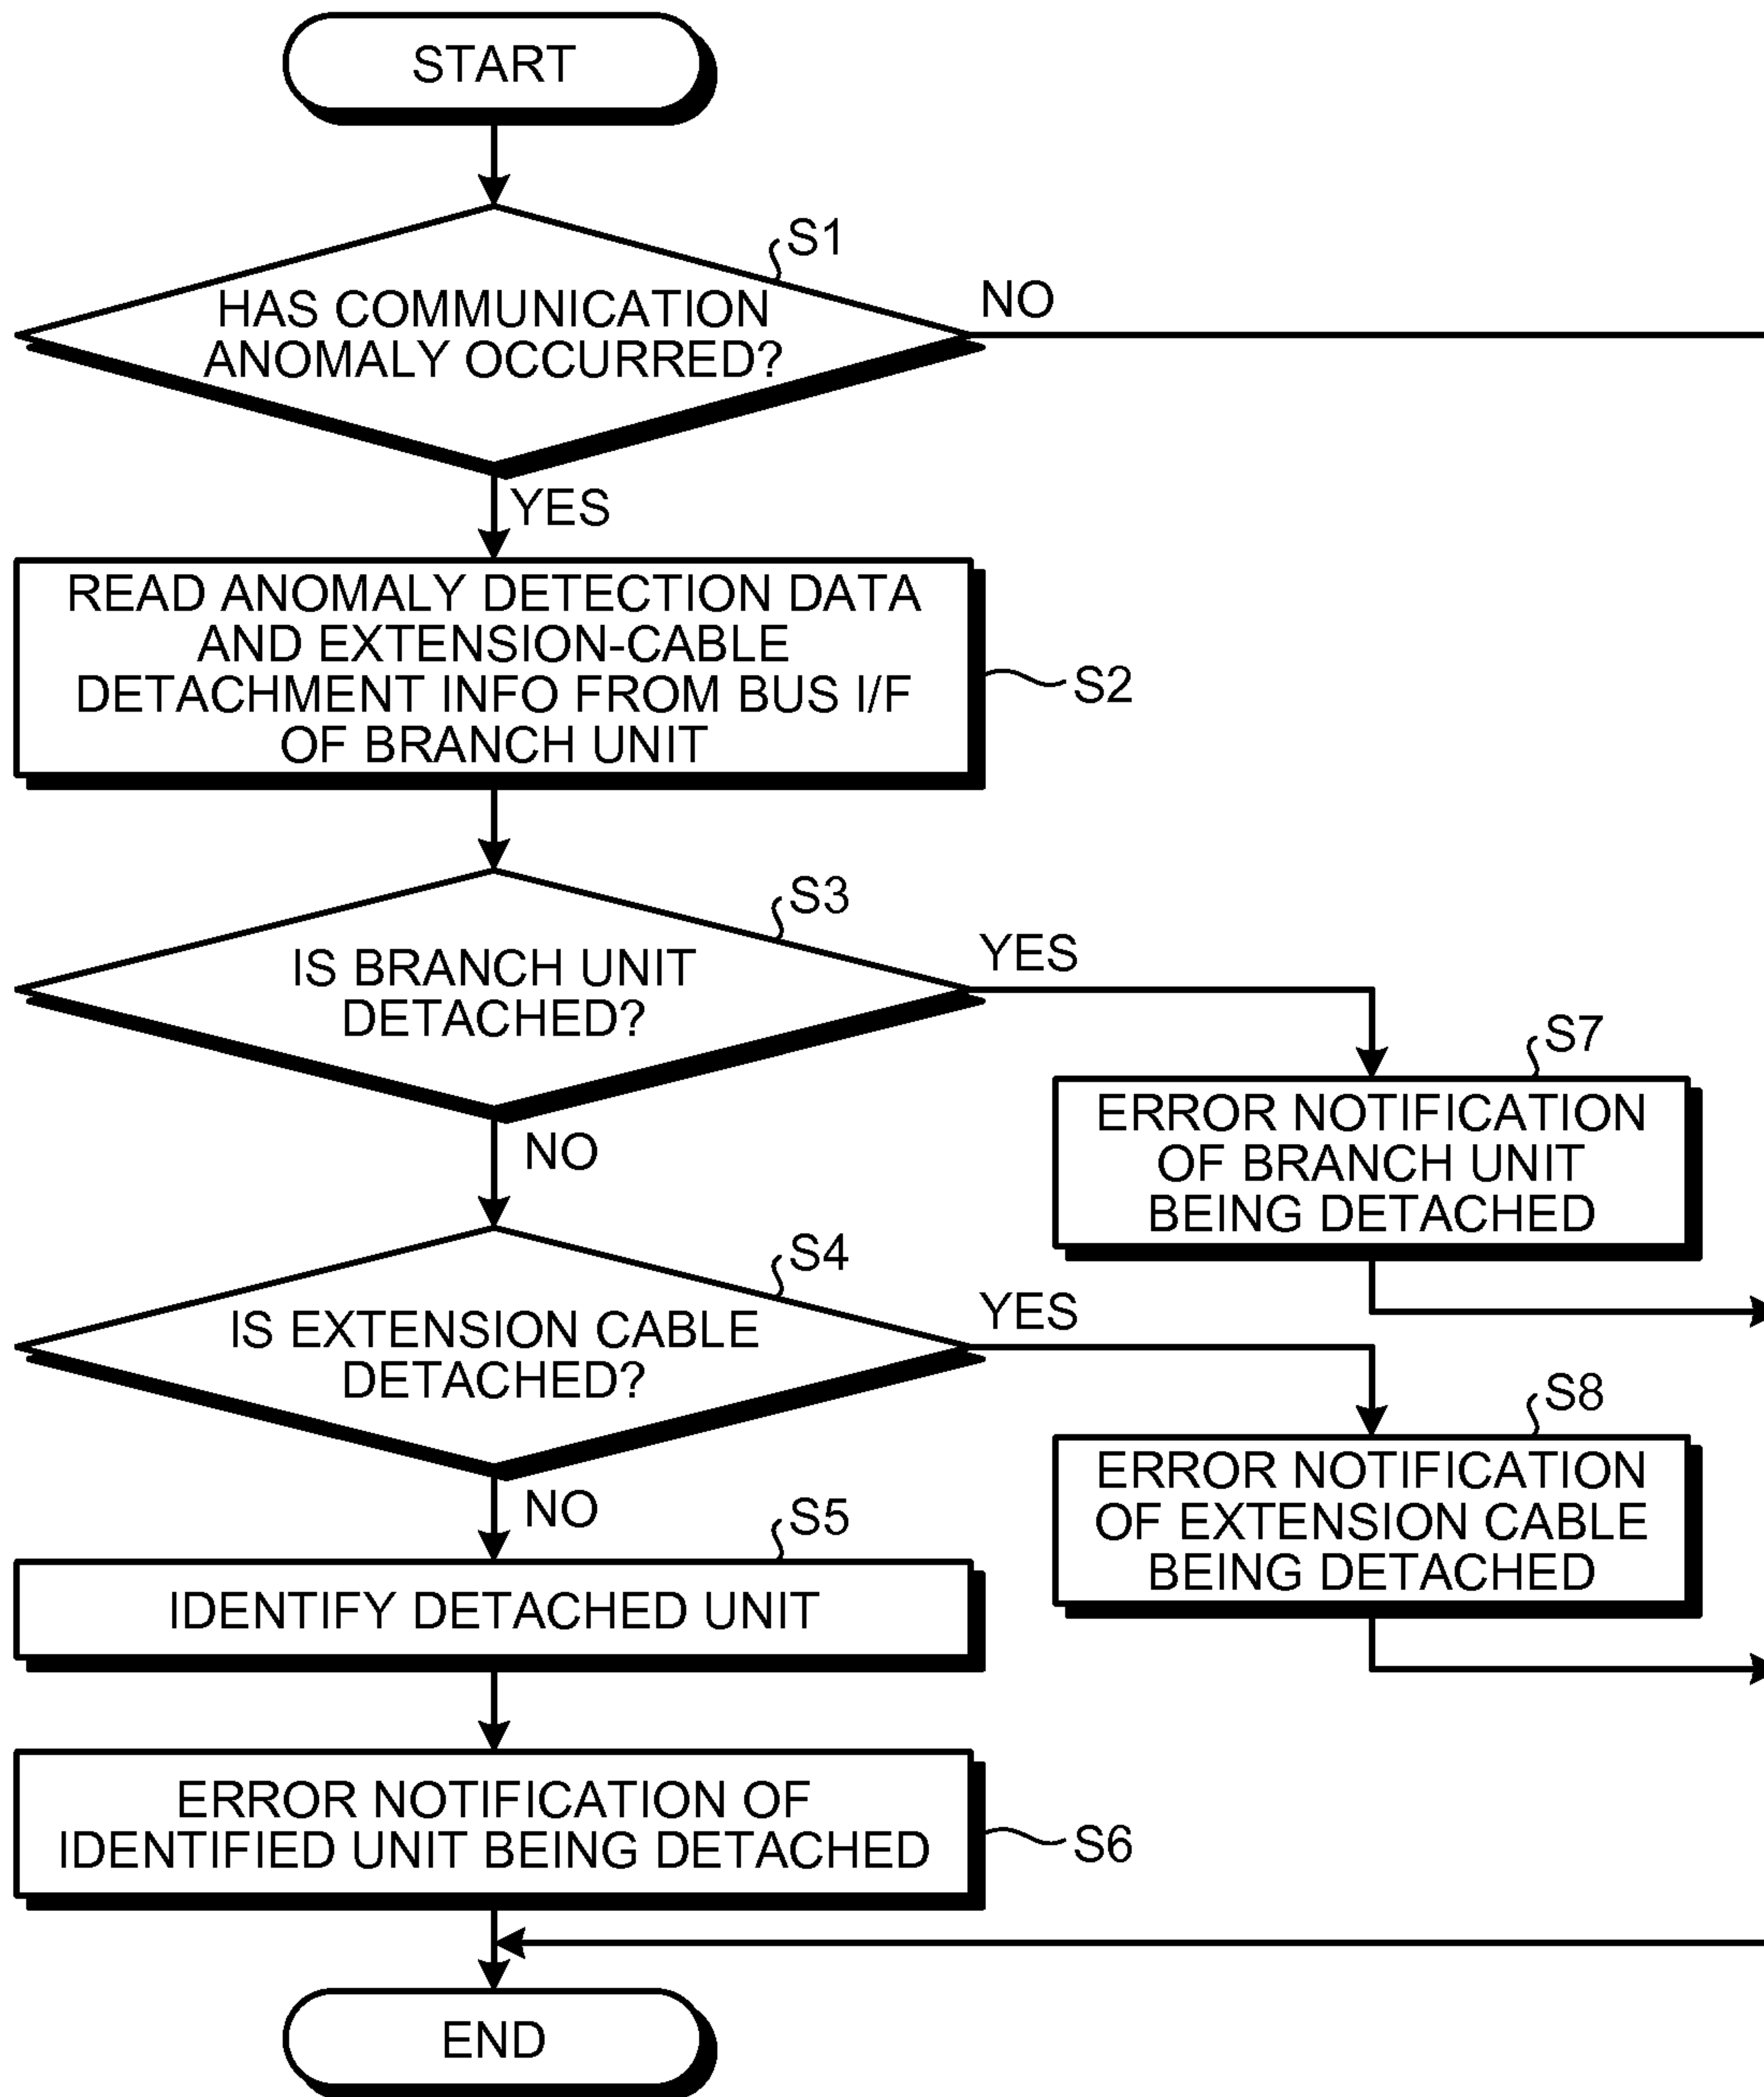 START
S1
HAS COMMUNICATION
ANOMALY OCCURRED?
NO
YES
READ ANOMALY DETECTION DATA
AND EXTENSION-CABLE
DETACHMENT INFO FROM BUS I/F
OF BRANCH UNIT
S2
S3
IS BRANCH UNIT
DETACHED?
YES
NO
S7
ERROR NOTIFICATION
OF BRANCH UNIT
BEING DETACHED
S4
IS EXTENSION CABLE
DETACHED?
YES
NO
S8
ERROR NOTIFICATION
OF EXTENSION CABLE
BEING DETACHED
S5
IDENTIFY DETACHED UNIT
ERROR NOTIFICATION OF
IDENTIFIED UNIT BEING DETACHED
S6
END